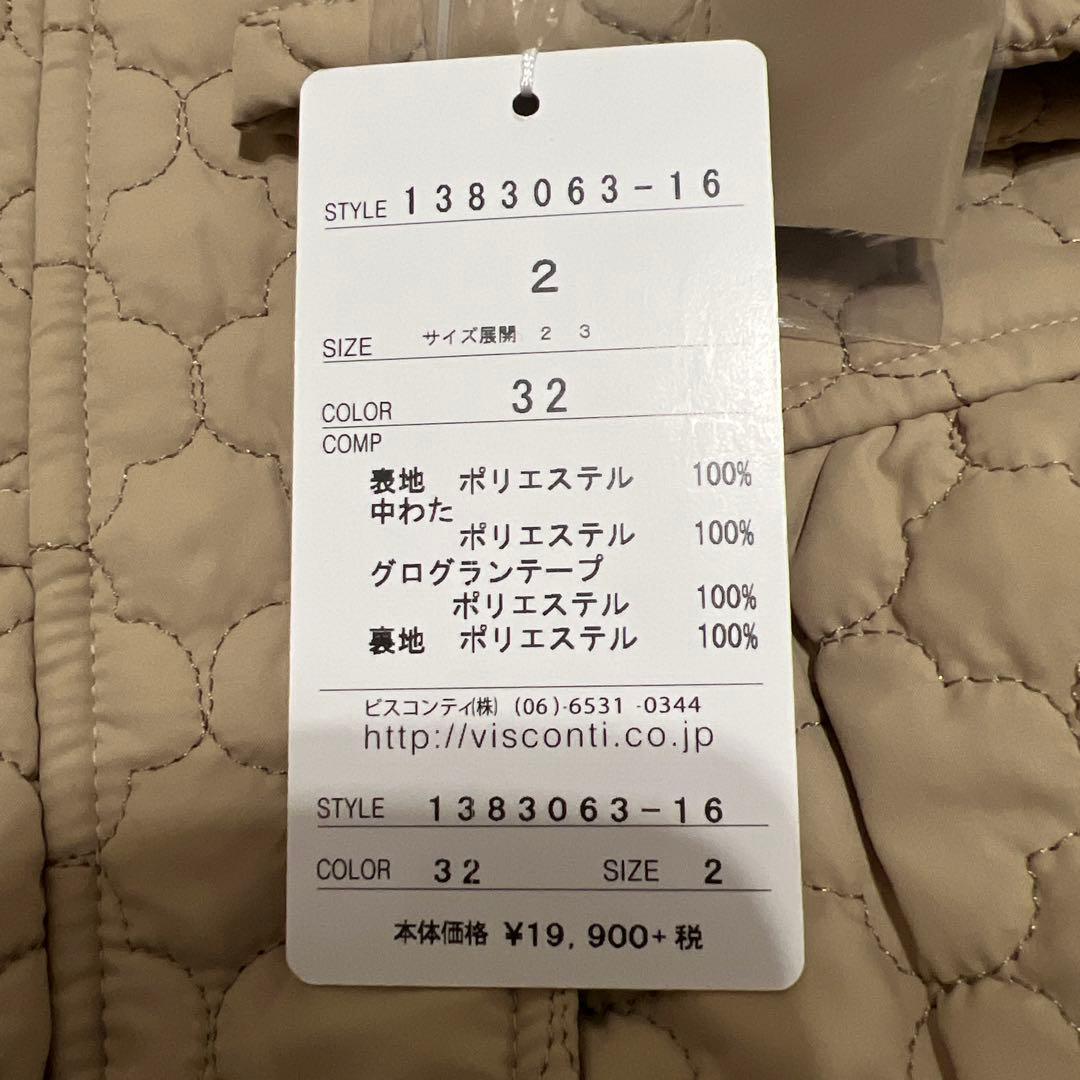 STYLE 1383063-16
2
SIZE サイズ展開 2 3
COLOR 32
COMP
表地 ポリエステル 100%
中わた
ポリエステル 100%
グログランテープ
ポリエステル 100%
裏地 ポリエステル 100%
ビスコンティ(株) (06)-6531 -0344
http://visconti.co.jp
STYLE 1383063-16
COLOR 32 SIZE 2
本体価格 ¥19,900+税